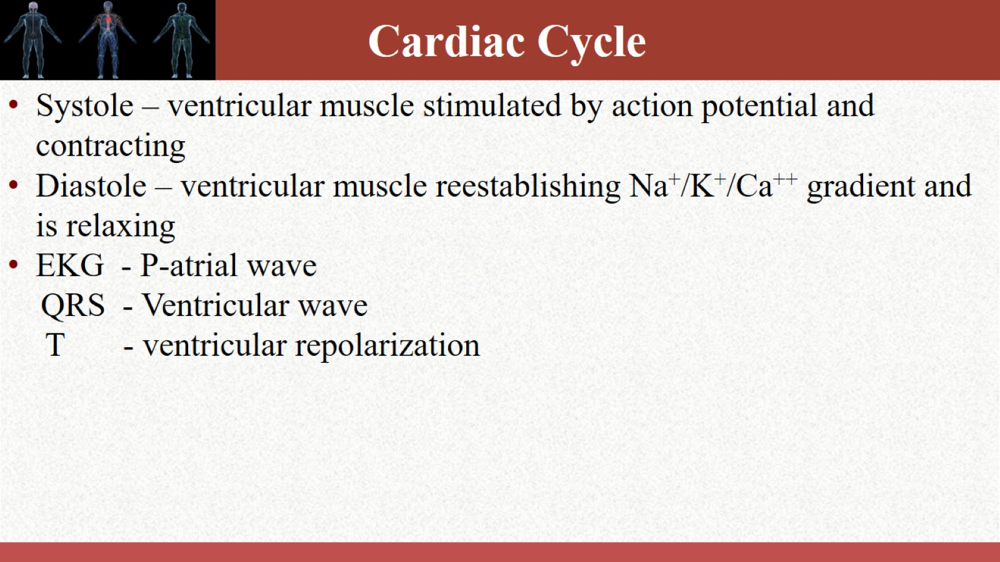 Cardiac Cycle
• Systole – ventricular muscle stimulated by action potential and
contracting
• Diastole – ventricular muscle reestablishing Na⁺/K⁺/Ca⁺⁺ gradient and
is relaxing
• EKG - P-atrial wave
QRS - Ventricular wave
T - ventricular repolarization